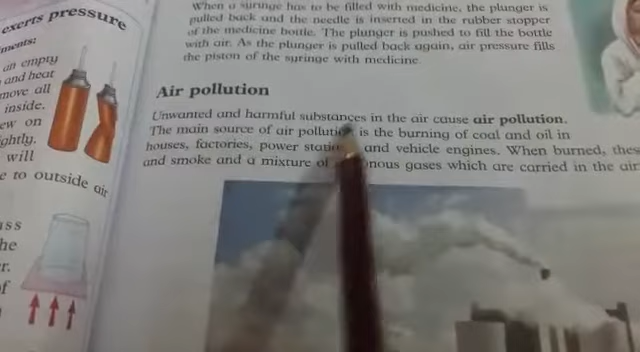 exerts pressure
ments:
an empty
and heat
move all
inside.
ew on
ightly.
will
e to outside air
ass
he
r.
of
When a syringe has to be filled with medicine, the plunger is
pulled back and the needle is inserted in the rubber stopper
of the medicine bottle. The plunger is pushed to fill the bottle
with air. As the plunger is pulled back again, air pressure fills
the piston of the syringe with medicine.
Air pollution
Unwanted and harmful substances in the air cause air pollution.
The main source of air pollution is the burning of coal and oil in
houses, factories, power and vehicle engines. When burned, thes
and smoke and a mixture of nous gases which are carried in the air